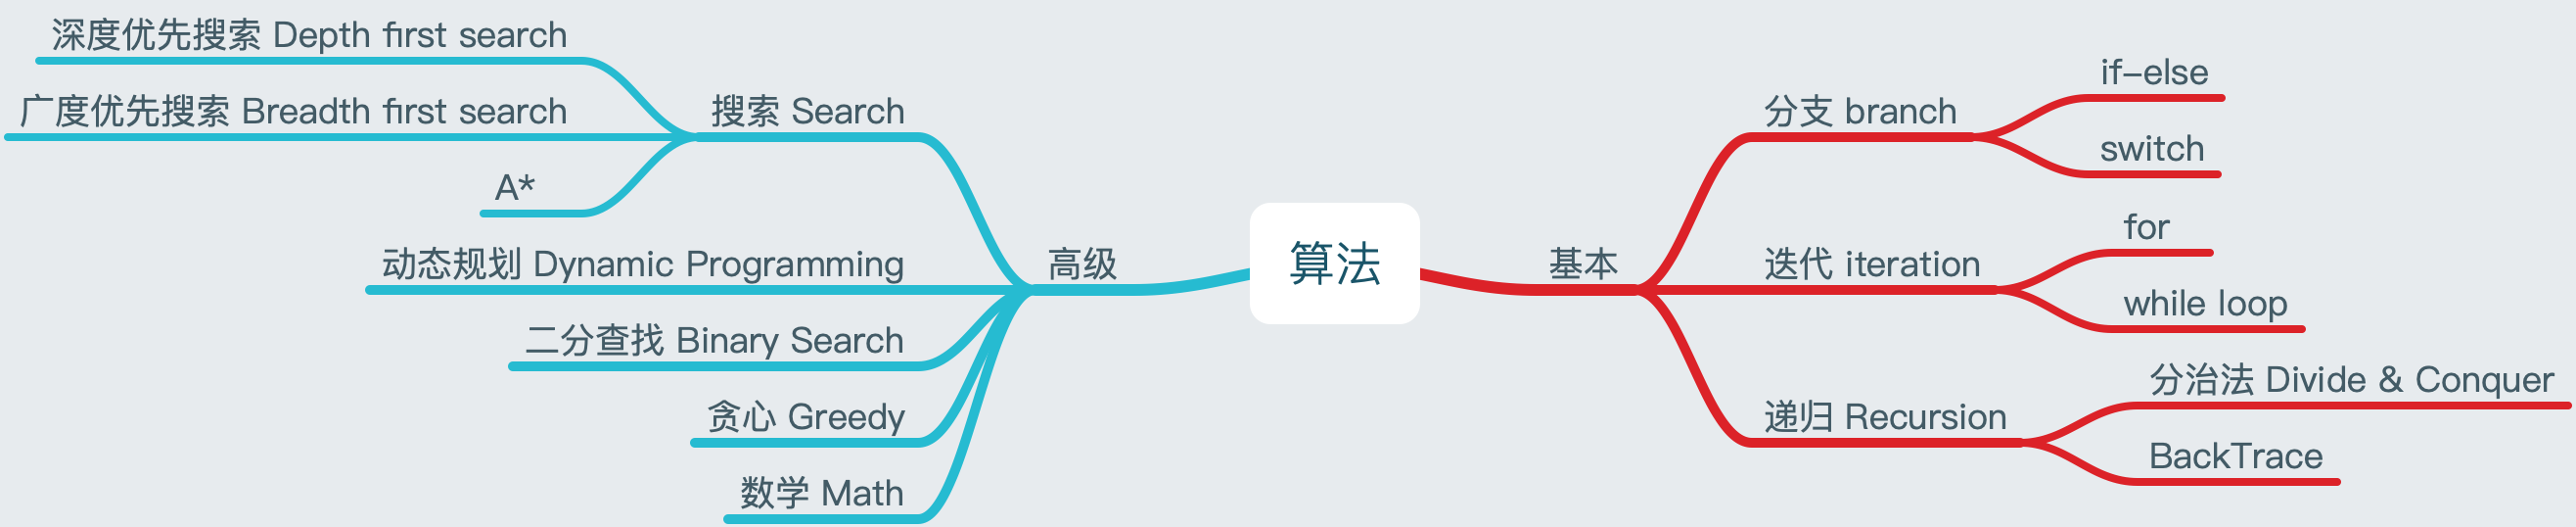 深度优先搜索 Depth first search
广度优先搜索 Breadth first search
A*
搜索 Search
动态规划 Dynamic Programming
二分查找 Binary Search
贪心 Greedy
数学 Math
高级
算法
基本
分支 branch
if-else
switch
迭代 iteration
for
while loop
递归 Recursion
分治法 Divide & Conquer
BackTrace